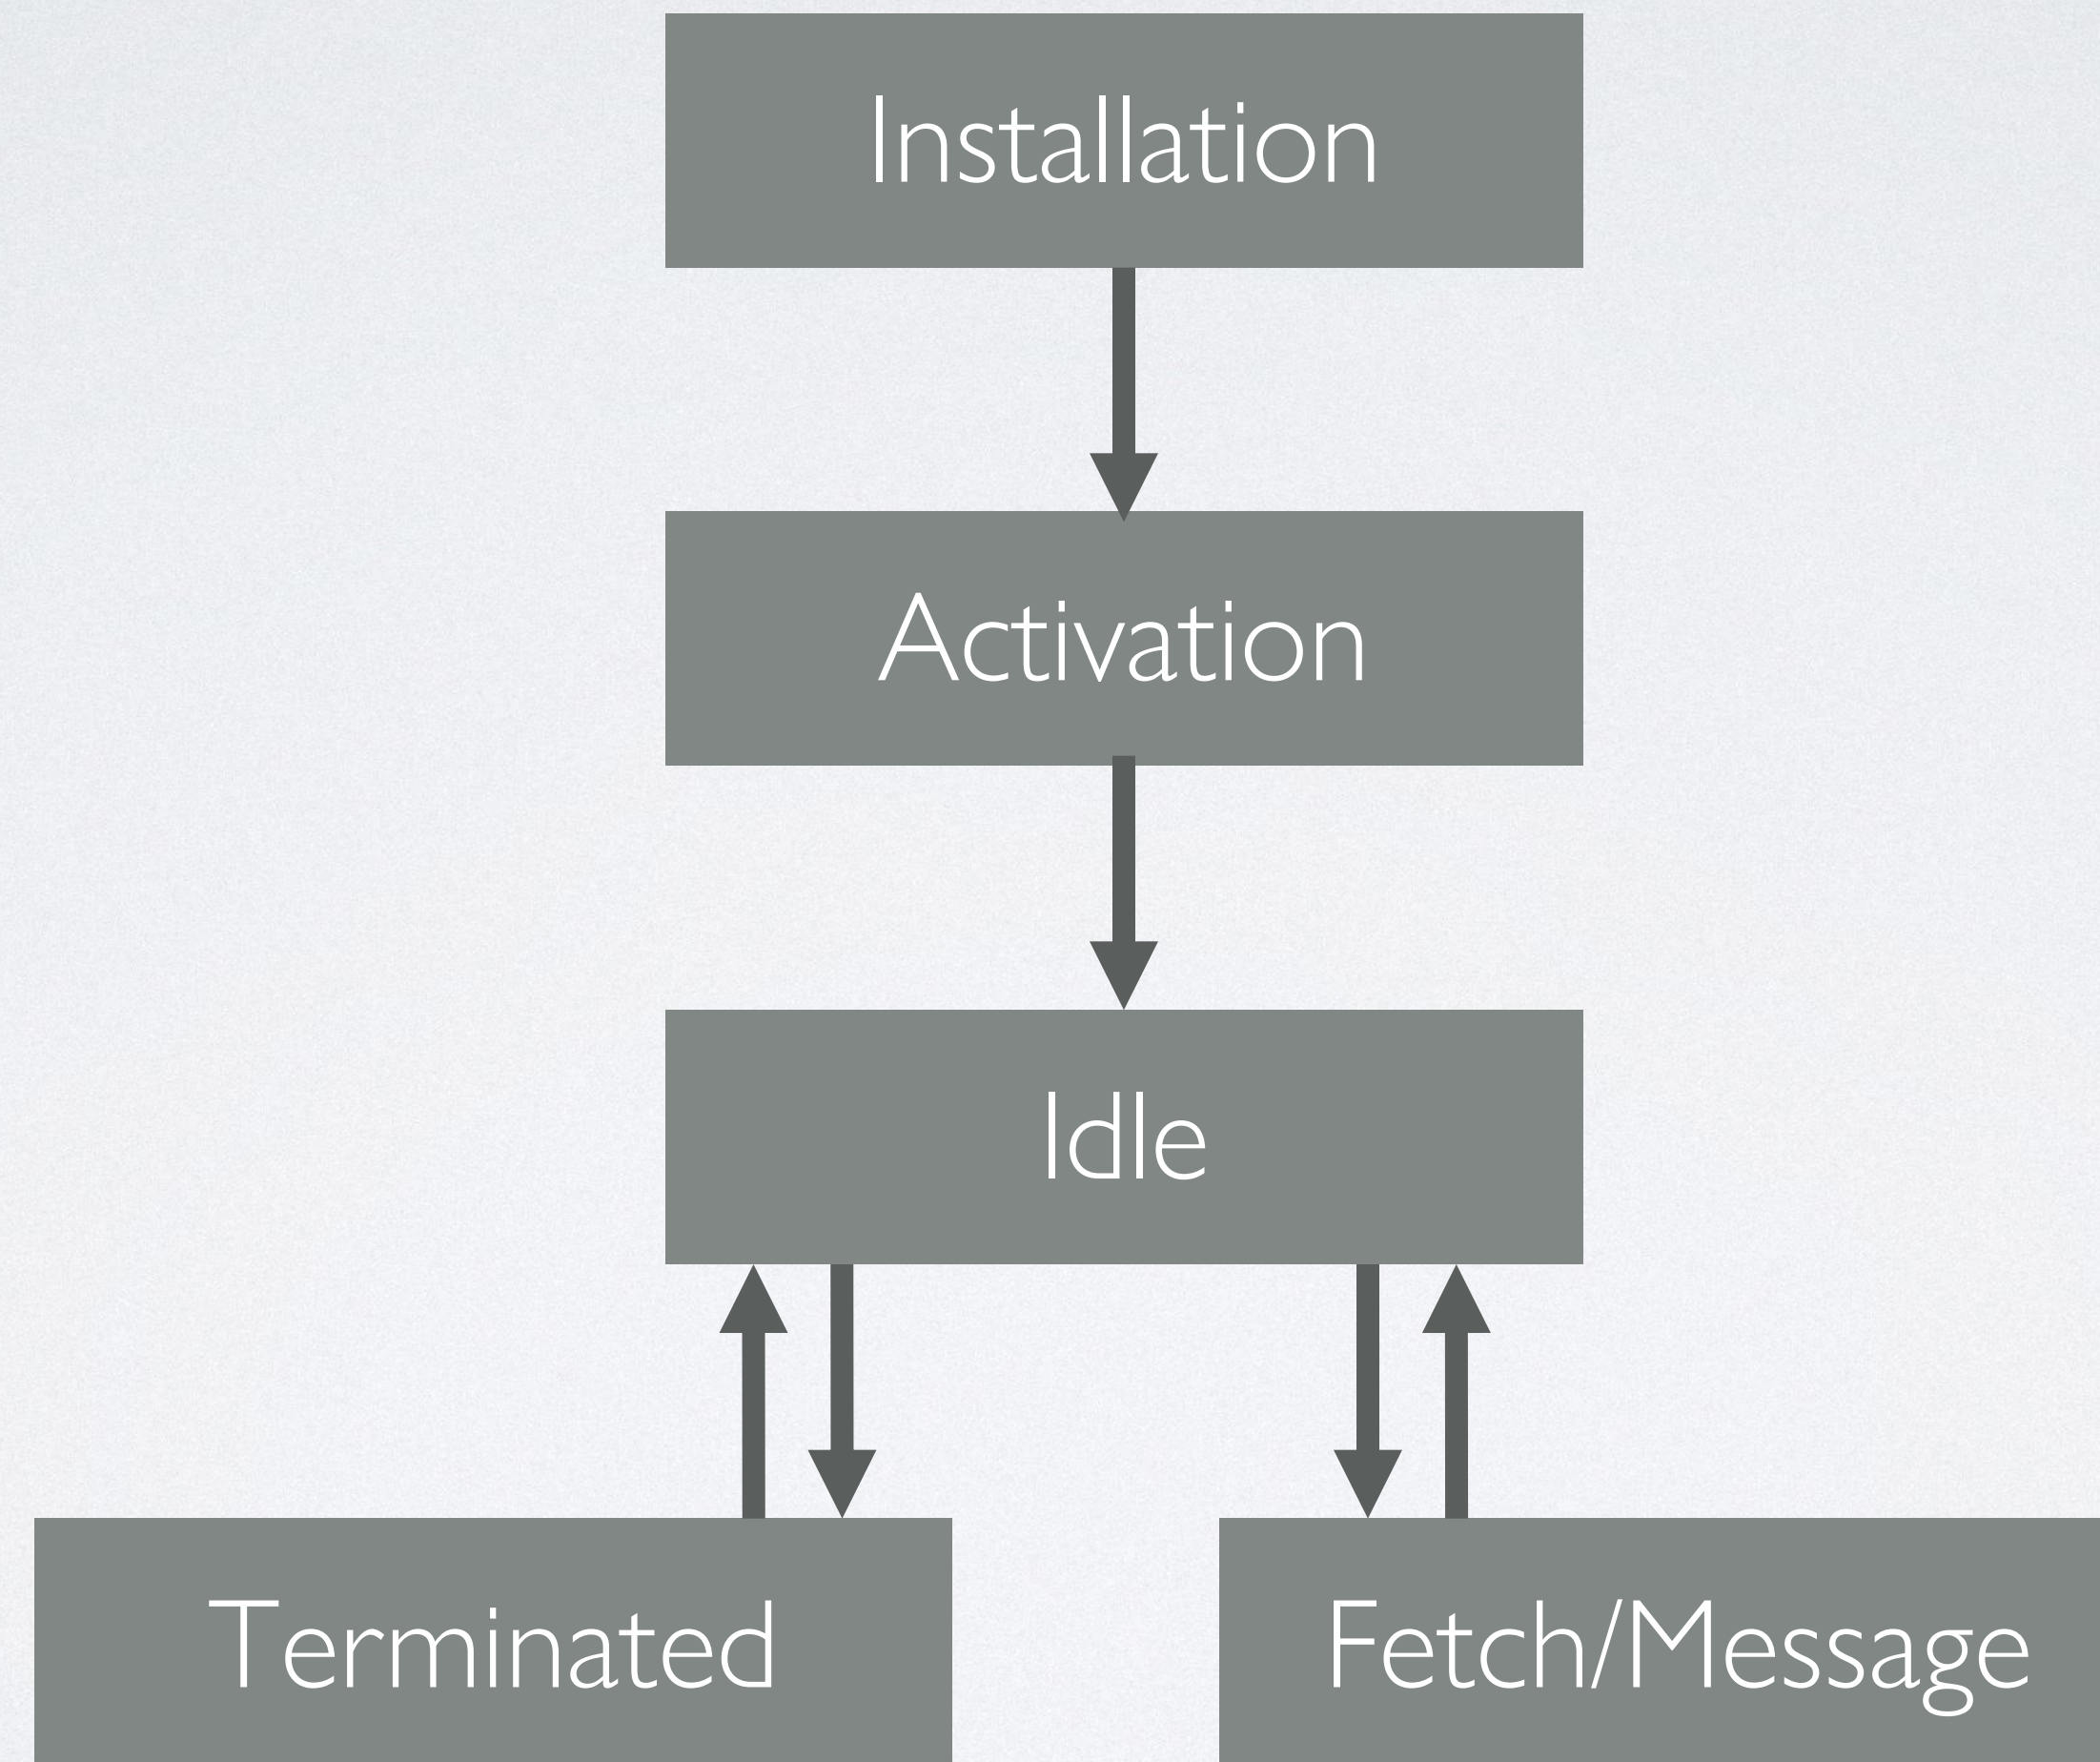 Installation
Activation
Idle
Terminated
Fetch/Message